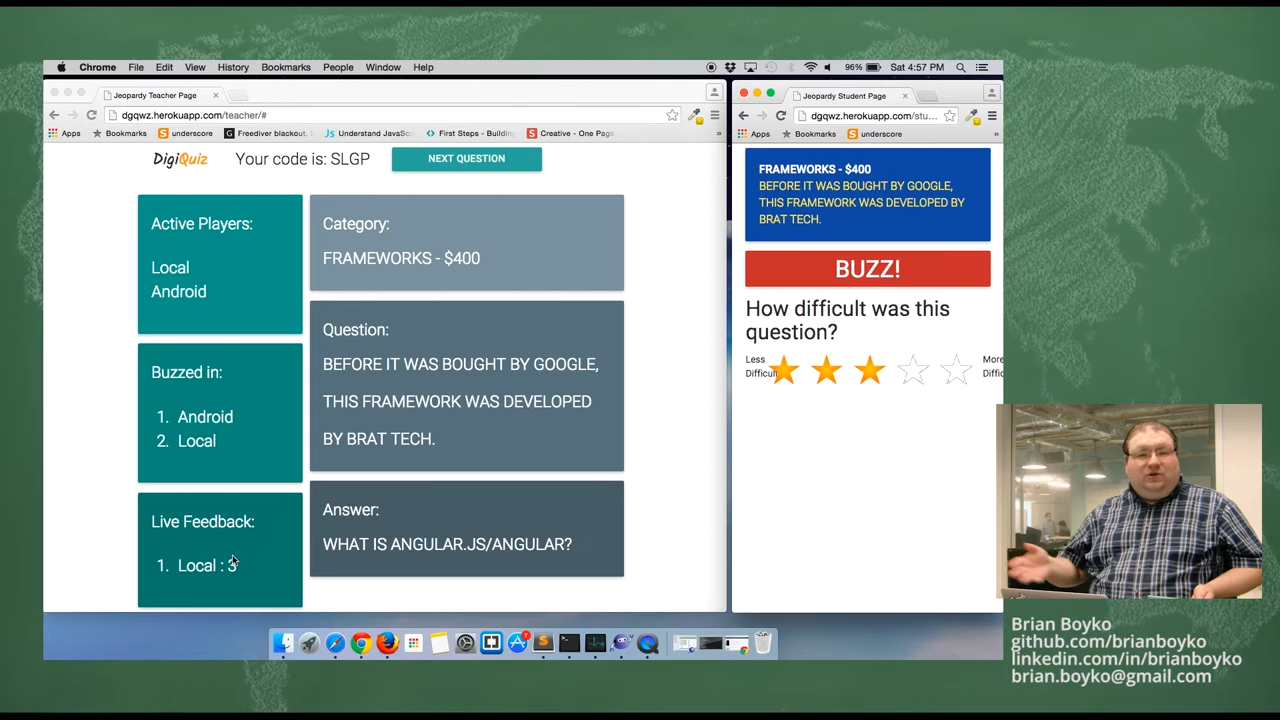 Chrome File Edit View History Bookmarks People Window Help
96% Sat 4:57 PM
Jeopardy Teacher Page
dgqwz.herokuapp.com/teacher/#
Apps Bookmarks underscore Freediver blackout, Understand JavaSc First Steps - Building Creative - One Page
DigiQuiz Your code is: SLGP NEXT QUESTION
Active Players:
Local
Android
Buzzed in:
1. Android
2. Local
Live Feedback:
1. Local : 3
Category:
FRAMEWORKS - $400
Question:
BEFORE IT WAS BOUGHT BY GOOGLE,
THIS FRAMEWORK WAS DEVELOPED
BY BRAT TECH.
Answer:
WHAT IS ANGULAR.JS/ANGULAR?
Jeopardy Student Page
dgqwz.herokuapp.com/stu...
Apps Bookmarks underscore
FRAMEWORKS - $400
BEFORE IT WAS BOUGHT BY GOOGLE,
THIS FRAMEWORK WAS DEVELOPED BY
BRAT TECH.
BUZZ!
How difficult was this
question?
Less
Difficul
More
Diffic
Brian Boyko
github.com/brianboyko
linkedin.com/in/brianboyko
brian.boyko@gmail.com